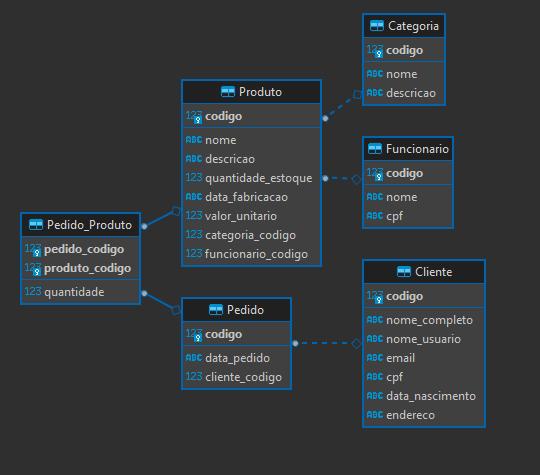 Categoria
123 codigo
ABC nome
ABC descricao
Produto
123 codigo
ABC nome
ABC descricao
123 quantidade_estoque
ABC data_fabricacao
123 valor_unitario
123 categoria_codigo
123 funcionario_codigo
Funcionario
123 codigo
ABC nome
ABC cpf
Pedido_Produto
123 pedido_codigo
123 produto_codigo
123 quantidade
Cliente
123 codigo
ABC nome_completo
ABC nome_usuario
ABC email
ABC cpf
ABC data_nascimento
ABC endereco
Pedido
123 codigo
ABC data_pedido
123 cliente_codigo